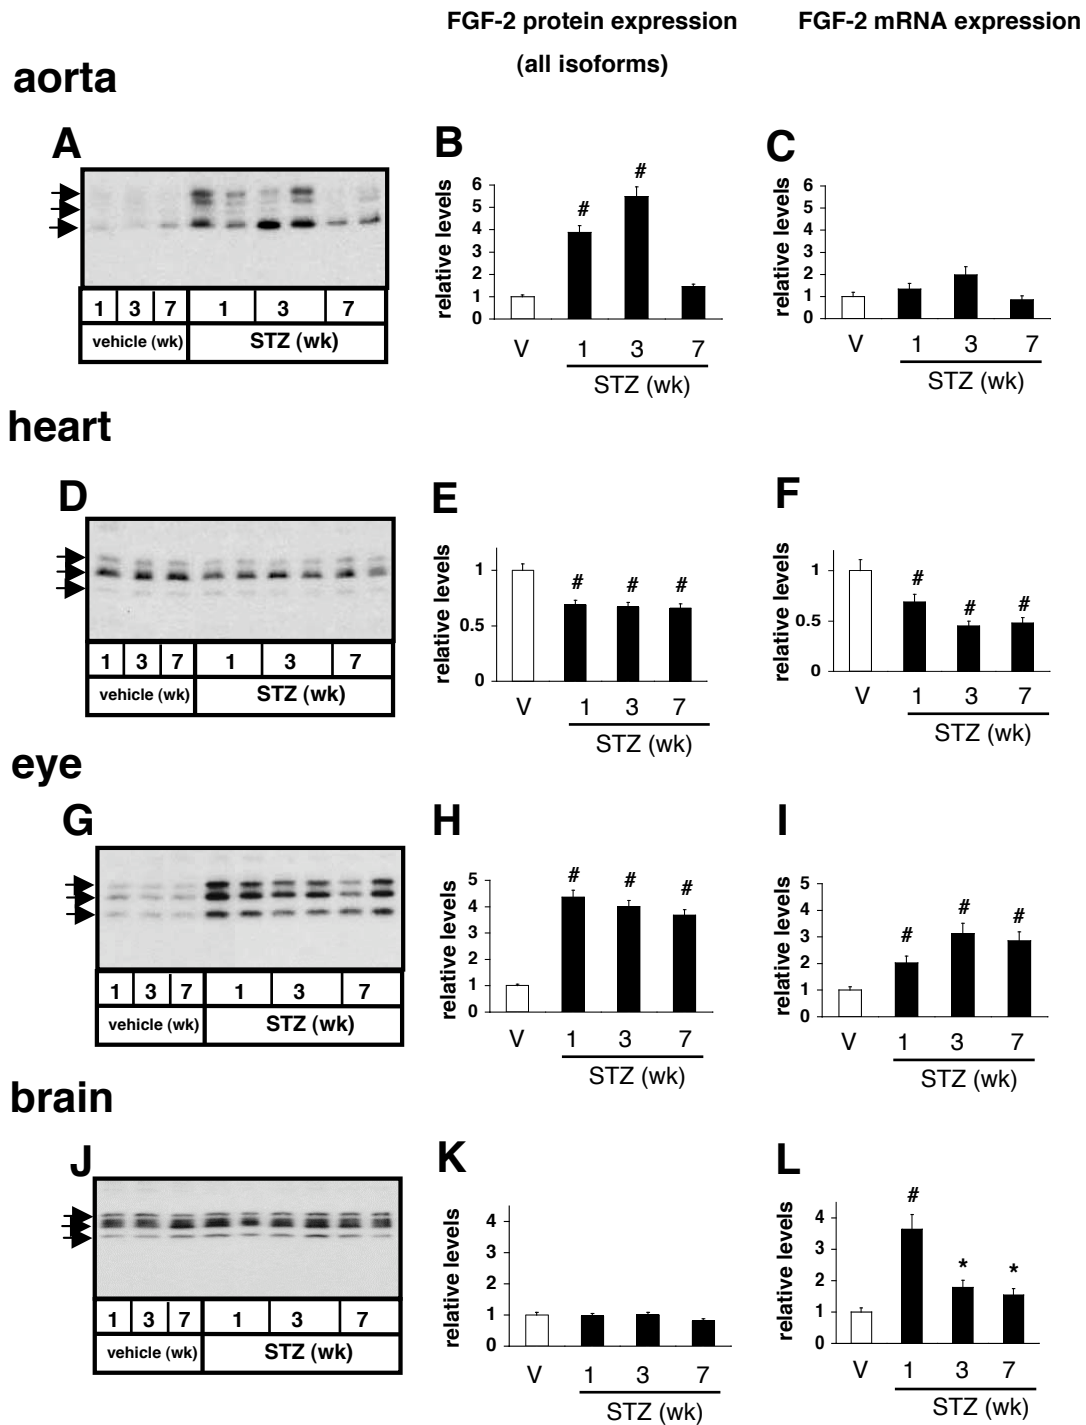 FGF-2 protein expression FGF-2 mRNA expression
(all isoforms)
aorta
A B C
# #
relative levels 6 5 4 3 2 1 0
relative levels 6 5 4 3 2 1 0
1 3 7 1 3 7
vehicle (wk) STZ (wk)
V 1 3 7
STZ (wk)
V 1 3 7
STZ (wk)
heart
D E F
# # #
# # #
relative levels 1 0.5 0
relative levels 1 0.5 0
1 3 7 1 3 7
vehicle (wk) STZ (wk)
V 1 3 7
STZ (wk)
V 1 3 7
STZ (wk)
eye
G H I
# # #
# # #
relative levels 5 4 3 2 1 0
relative levels 5 4 3 2 1 0
1 3 7 1 3 7
vehicle (wk) STZ (wk)
V 1 3 7
STZ (wk)
V 1 3 7
STZ (wk)
brain
J K L
# * *
relative levels 4 3 2 1 0
relative levels 4 3 2 1 0
1 3 7 1 3 7
vehicle (wk) STZ (wk)
V 1 3 7
STZ (wk)
V 1 3 7
STZ (wk)